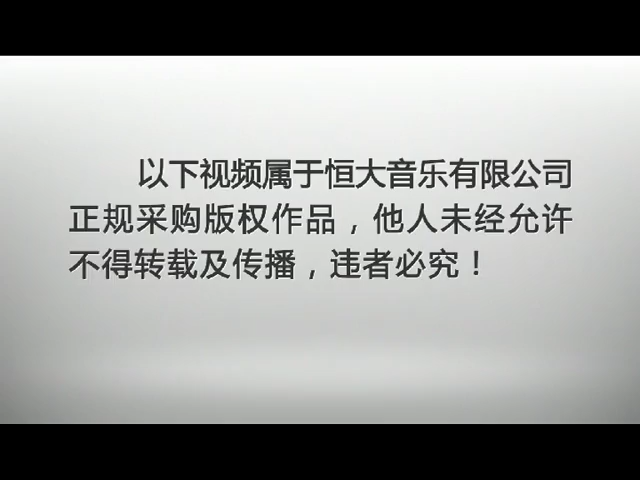 以下视频属于恒大音乐有限公司
正规采购版权作品，他人未经允许
不得转载及传播，违者必究！